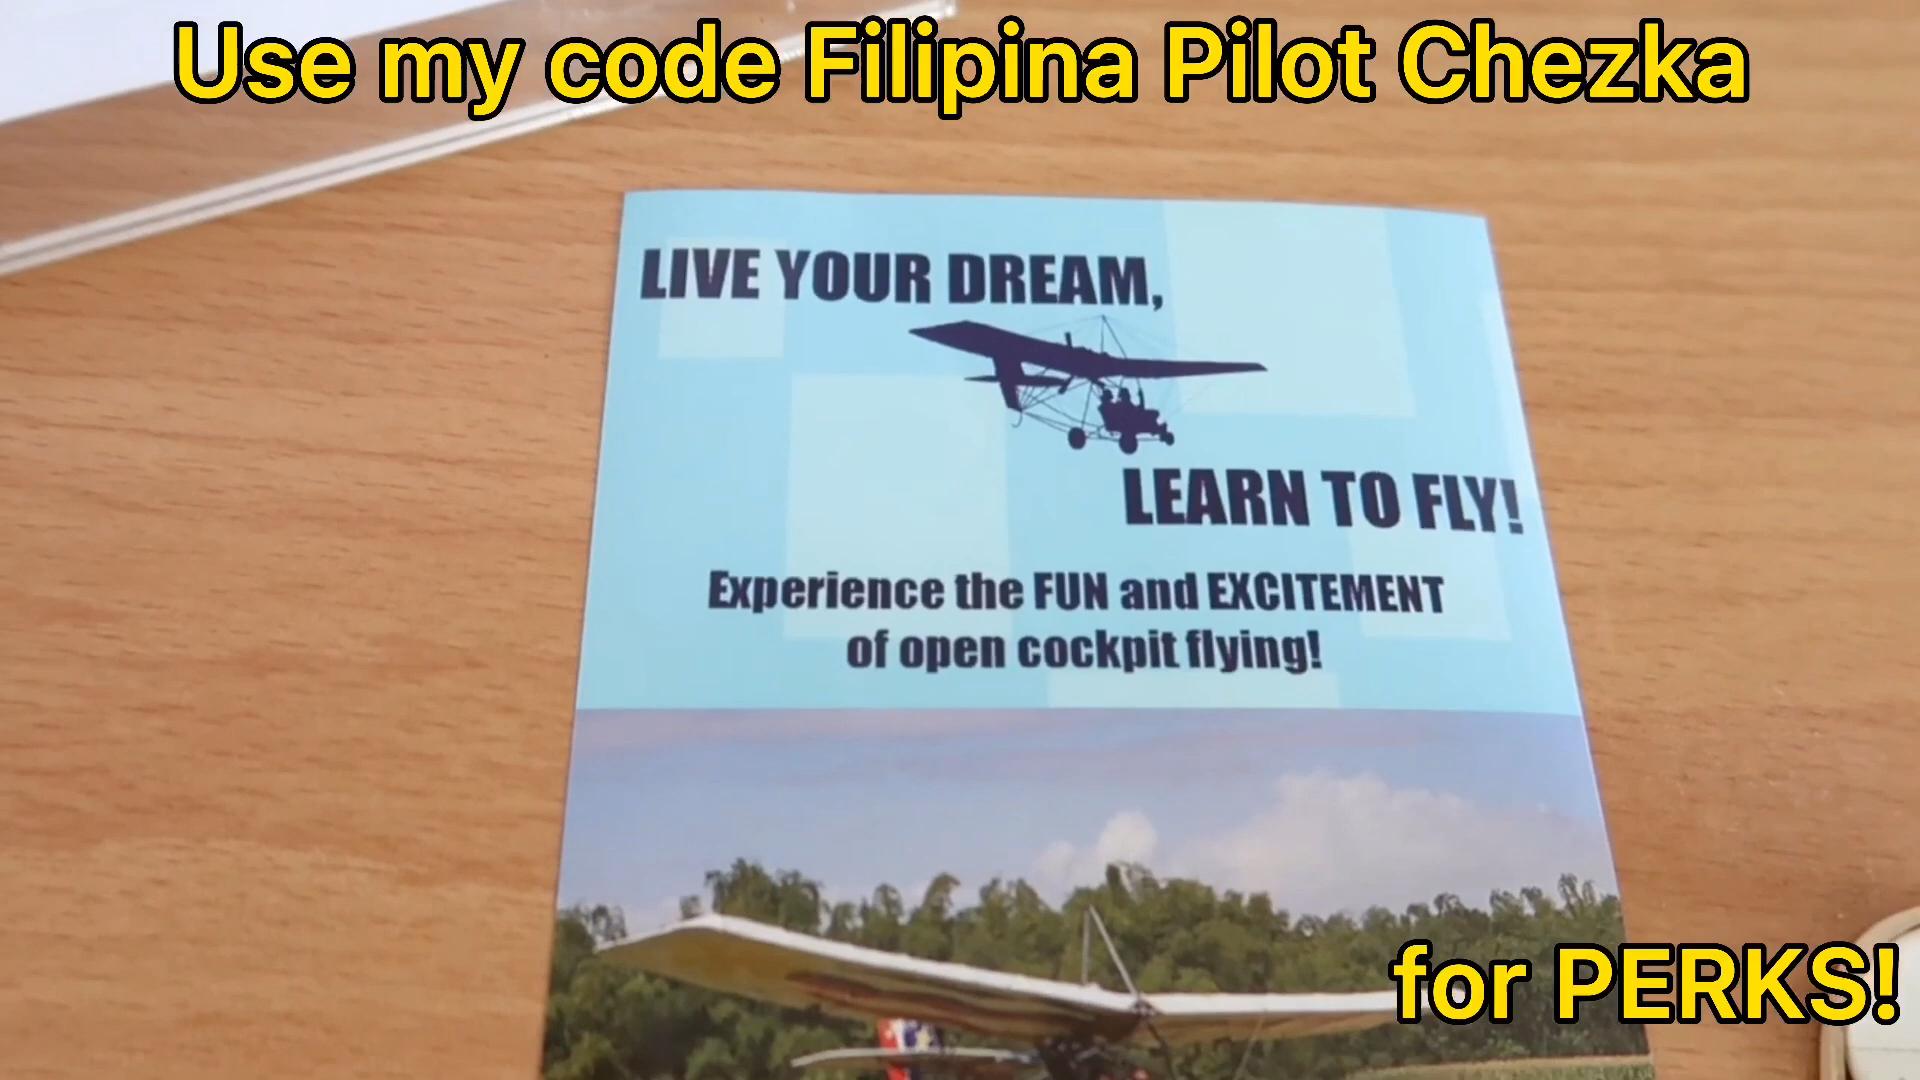 Use my code Filipina Pilot Chezka
LIVE YOUR DREAM,
LEARN TO FLY!
Experience the FUN and EXCITEMENT
of open cockpit flying!
for PERKS!